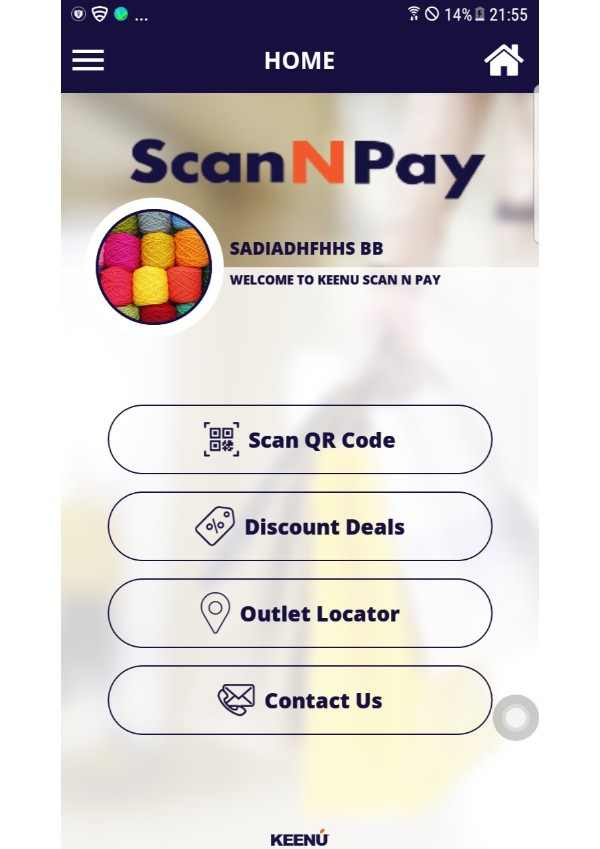 ... 14% 21:55
HOME
ScanNPay
SADIADHFHHS BB
WELCOME TO KEENU SCAN N PAY
Scan QR Code
Discount Deals
Outlet Locator
Contact Us
KEENÚ